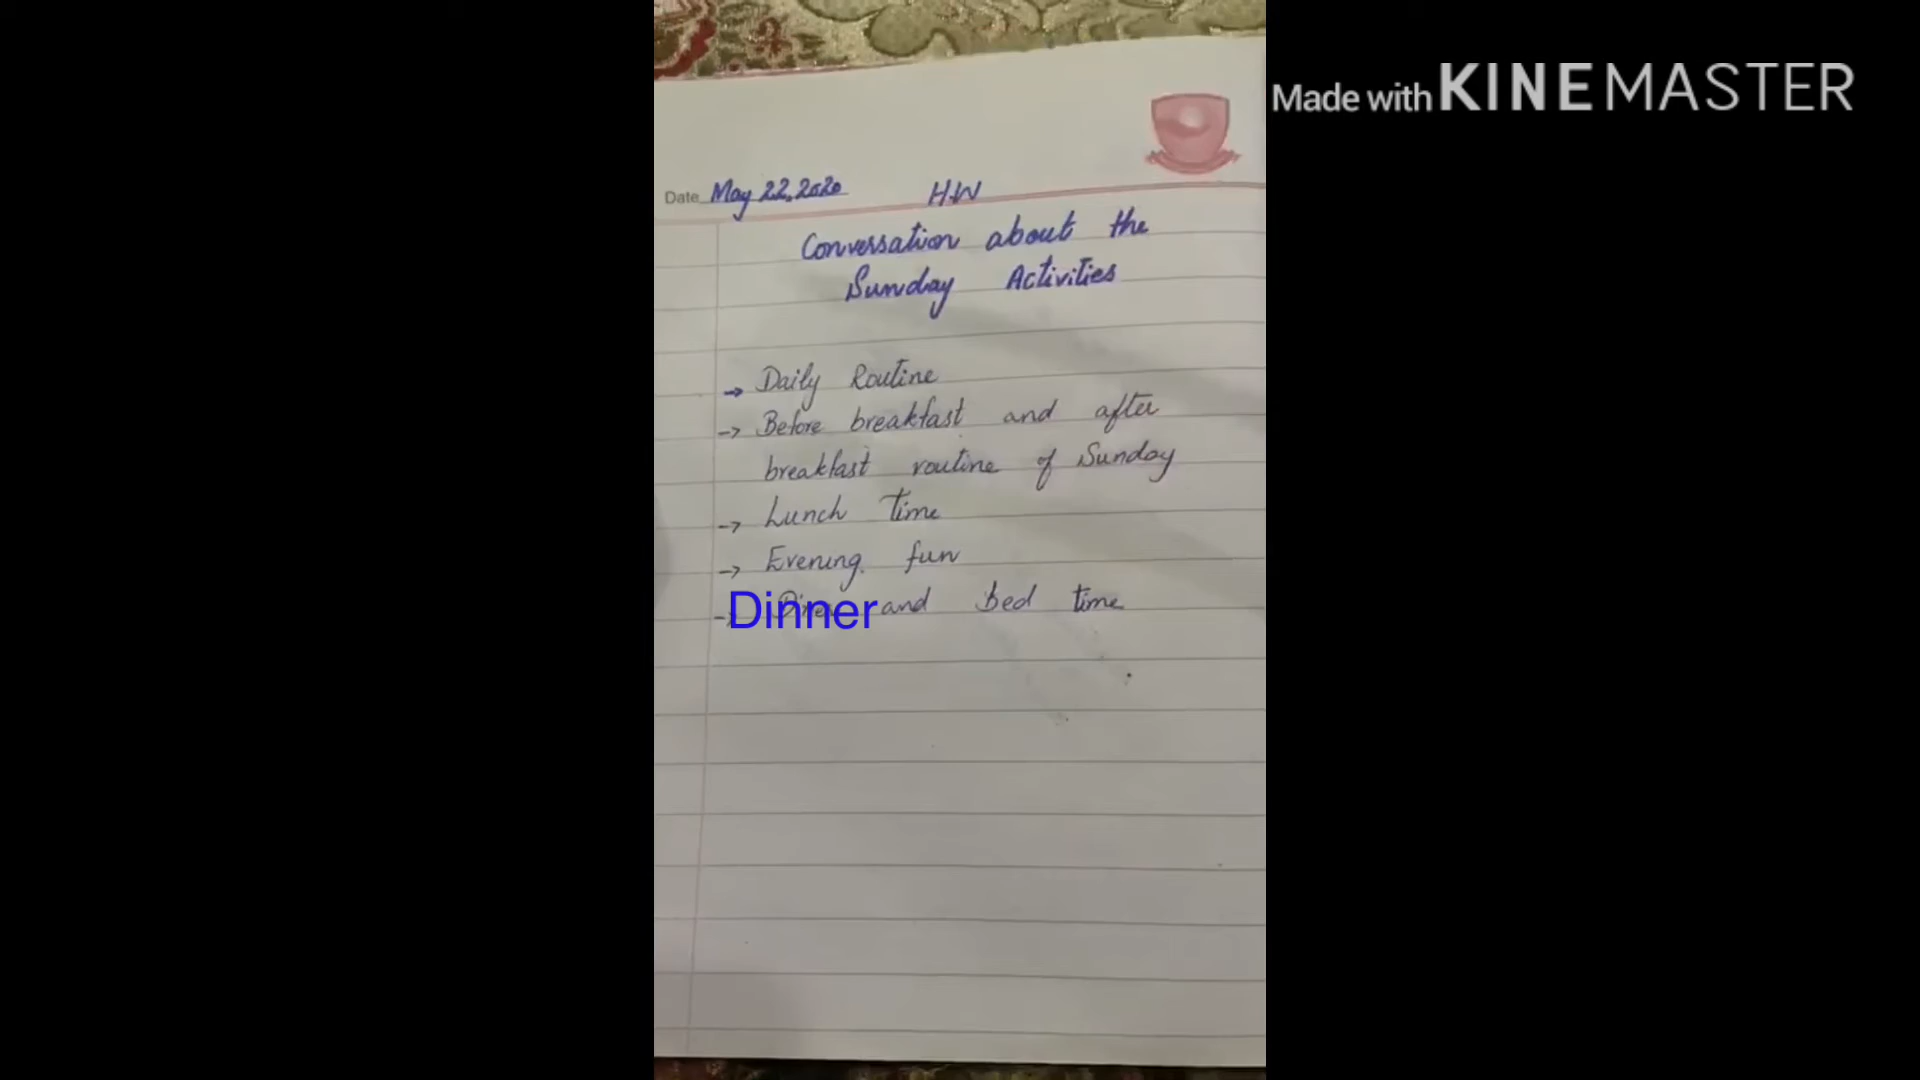 Made with KINEMASTER
Date May 22, 2020 H.W
Conversation about the
Sunday Activities
→ Daily Routine
→ Before breakfast and after
breakfast routine of Sunday
→ Lunch time
→ Evening fun
→ Dinner and Bed time